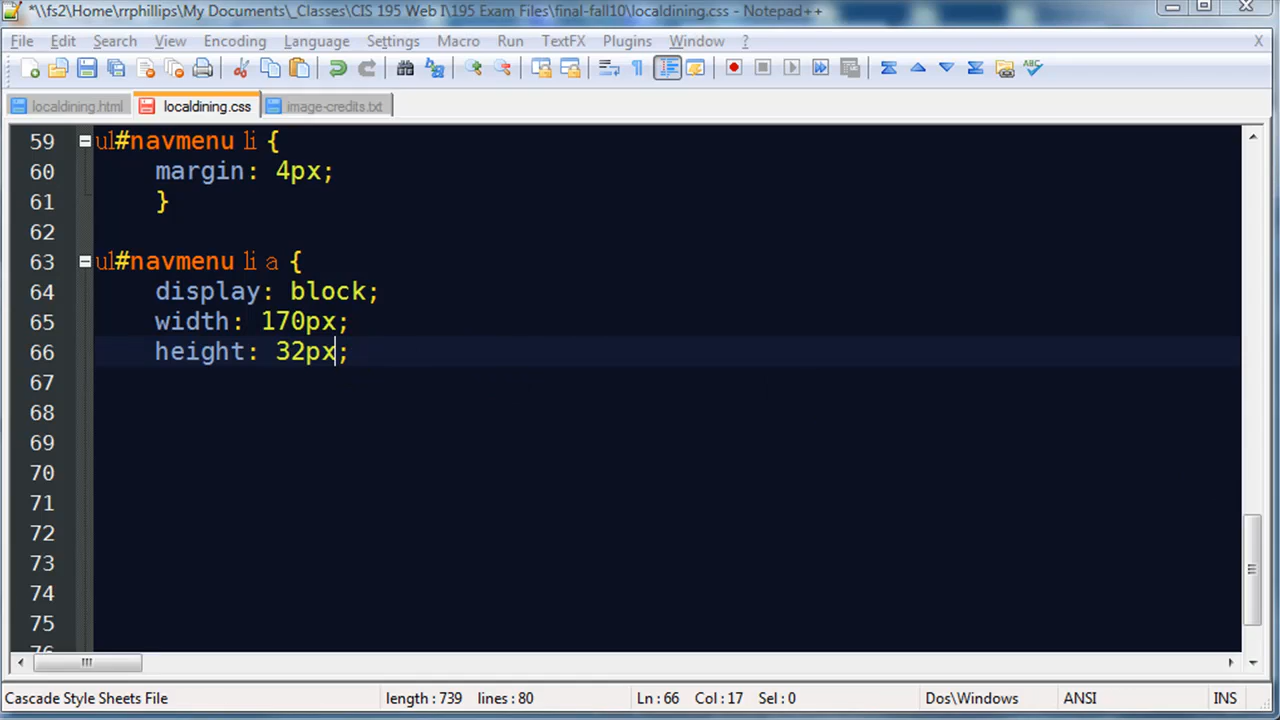 *\\fs2\Home\rrphillips\My Documents\_Classes\CIS 195 Web I\195 Exam Files\final-fall10\localdining.css - Notepad++
File Edit Search View Encoding Language Settings Macro Run TextFX Plugins Window ? X
localdining.html localdining.css image-credits.txt
59 ul#navmenu li {
60 margin: 4px;
61 }
62
63 ul#navmenu li a {
64 display: block;
65 width: 170px;
66 height: 32px;
67
68
69
70
71
72
73
74
75
76
Cascade Style Sheets File length : 739 lines : 80 Ln : 66 Col : 17 Sel : 0 Dos\Windows ANSI INS